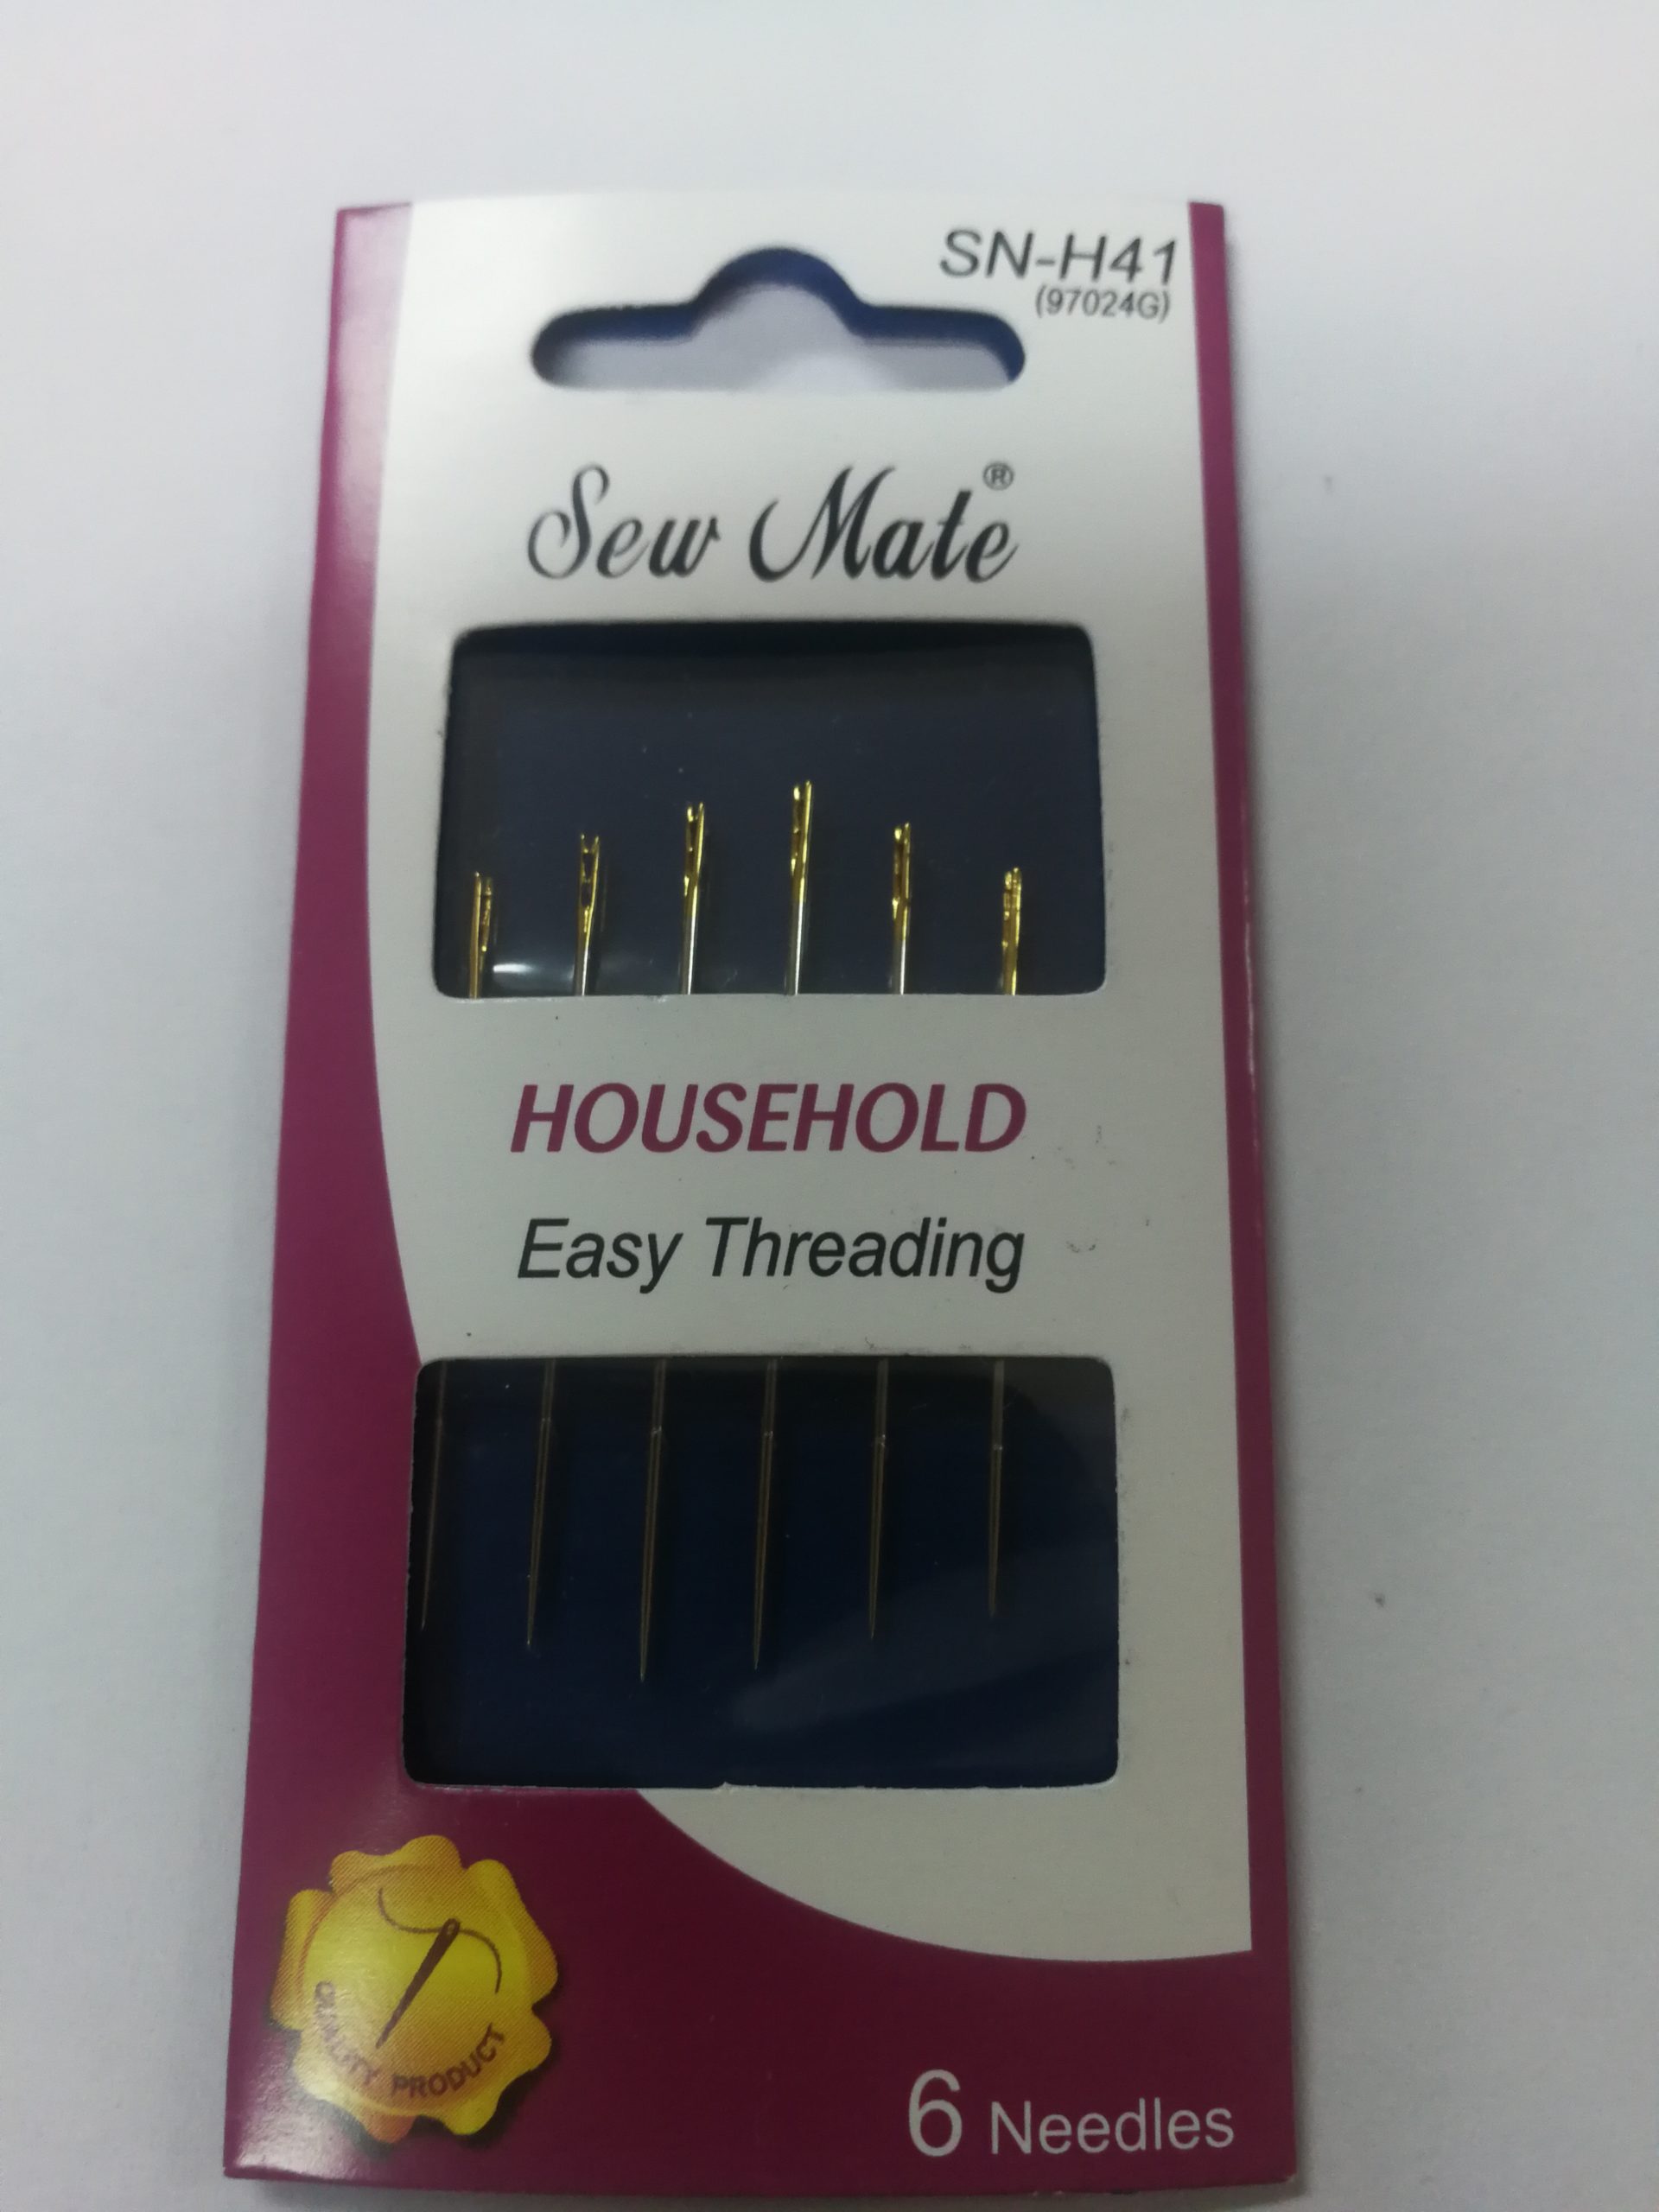 SN-H41
(97024G)
Sew Mate®
HOUSEHOLD
Easy Threading
QUALITY PRODUCT
6 Needles